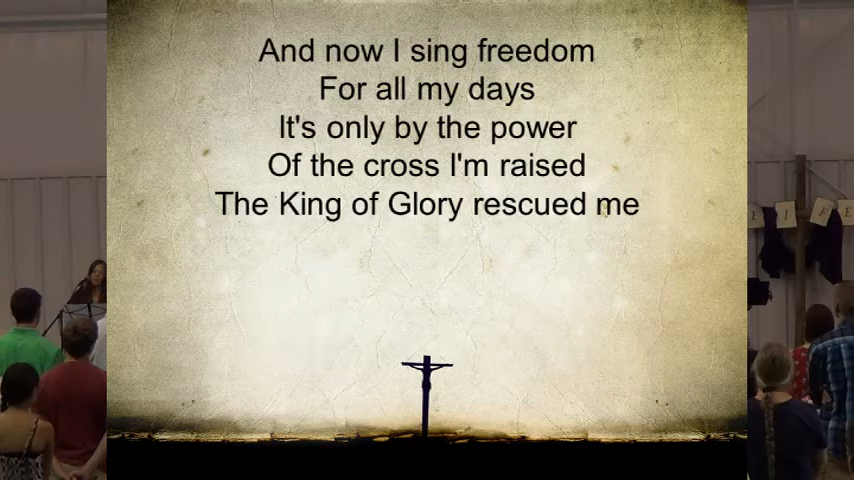 And now I sing freedom
For all my days
It's only by the power
Of the cross I'm raised
The King of Glory rescued me